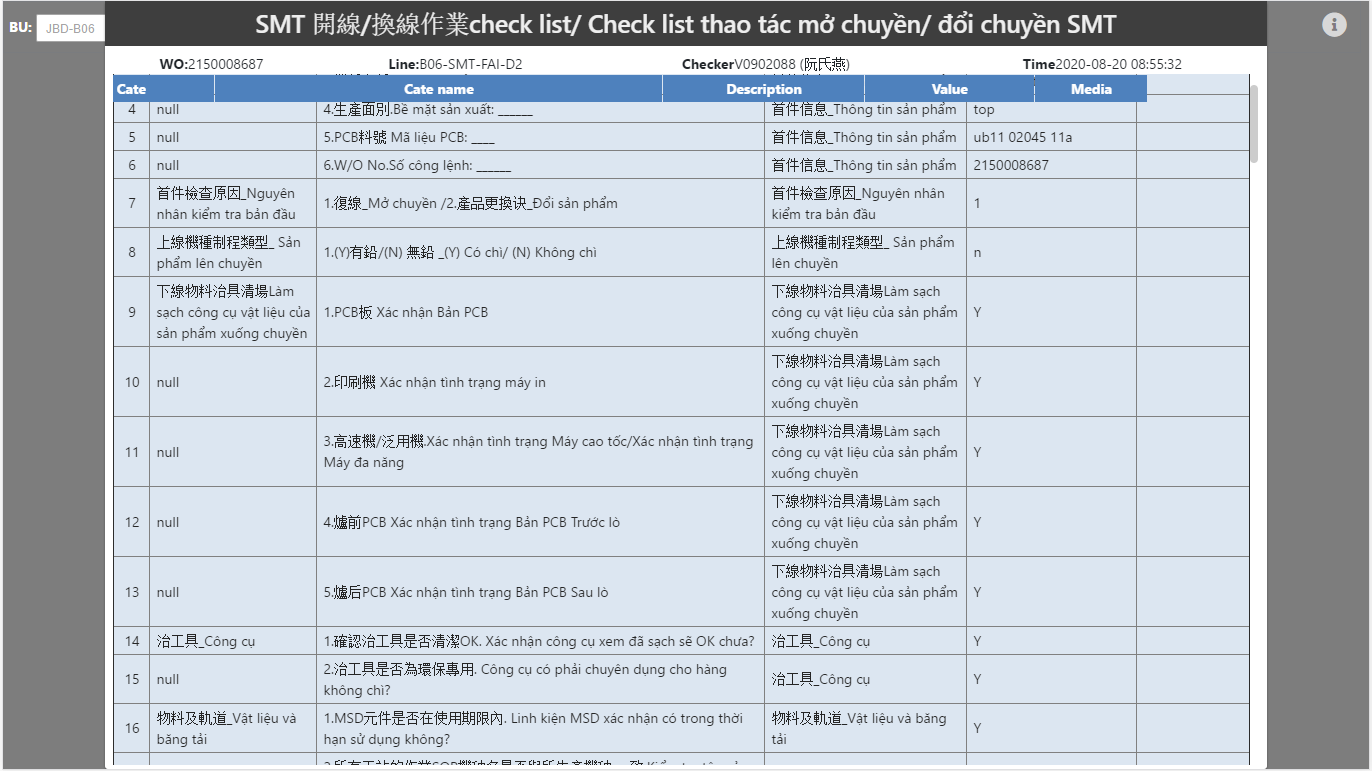 BU: JBD-B06
SMT 開線/換線作業check list/ Check list thao tác mở chuyền/ đổi chuyền SMT
WO:2150008687 Line:B06-SMT-FAI-D2 CheckerV0902088 (阮氏燕) Time2020-08-20 08:55:32
Cate Cate name Description Value Media
4 null 4.生產面別.Bề mặt sản xuất: ______ 首件信息_Thông tin sản phẩm top
5 null 5.PCB料號 Mã liệu PCB: ____ 首件信息_Thông tin sản phẩm ub11 02045 11a
6 null 6.W/O No.Số công lệnh: ______ 首件信息_Thông tin sản phẩm 2150008687
7 首件檢查原因_Nguyên nhân kiểm tra bản đầu 1.復線_Mở chuyền /2.產品更换诀_Đổi sản phẩm 首件檢查原因_Nguyên nhân kiểm tra bản đầu 1
8 上線機種制程類型_ Sản phẩm lên chuyền 1.(Y)有鉛/(N) 無鉛 _(Y) Có chì/ (N) Không chì 上線機種制程類型_ Sản phẩm lên chuyền n
9 下線物料治具清場Làm sạch công cụ vật liệu của sản phẩm xuống chuyền 1.PCB板 Xác nhận Bản PCB 下線物料治具清場Làm sạch công cụ vật liệu của sản phẩm xuống chuyền Y
10 null 2.印刷機 Xác nhận tình trạng máy in 下線物料治具清場Làm sạch công cụ vật liệu của sản phẩm xuống chuyền Y
11 null 3.高速機/泛用機.Xác nhận tình trạng Máy cao tốc/Xác nhận tình trạng Máy đa năng 下線物料治具清場Làm sạch công cụ vật liệu của sản phẩm xuống chuyền Y
12 null 4.爐前PCB Xác nhận tình trạng Bản PCB Trước lò 下線物料治具清場Làm sạch công cụ vật liệu của sản phẩm xuống chuyền Y
13 null 5.爐后PCB Xác nhận tình trạng Bản PCB Sau lò 下線物料治具清場Làm sạch công cụ vật liệu của sản phẩm xuống chuyền Y
14 治工具_Công cụ 1.確認治工具是否清潔OK. Xác nhận công cụ xem đã sạch sẽ OK chưa? 治工具_Công cụ Y
15 null 2.治工具是否為環保專用. Công cụ có phải chuyên dụng cho hàng không chì? 治工具_Công cụ Y
16 物料及軌道_Vật liệu và băng tải 1.MSD元件是否在使用期限內. Linh kiện MSD xác nhận có trong thời hạn sử dụng không? 物料及軌道_Vật liệu và băng tải Y